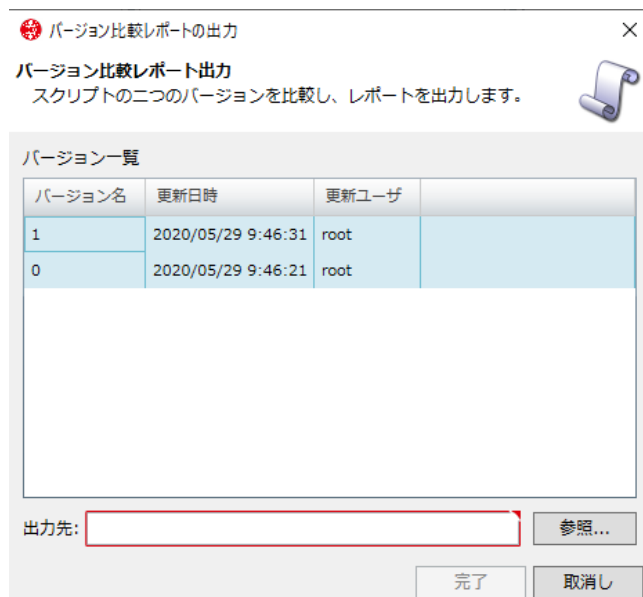 バージョン比較レポートの出力
バージョン比較レポート出力
スクリプトの二つのバージョンを比較し、レポートを出力します。
バージョン一覧
バージョン名 更新日時 更新ユーザ
1 2020/05/29 9:46:31 root
0 2020/05/29 9:46:21 root
出力先: 参照...
完了 取消し